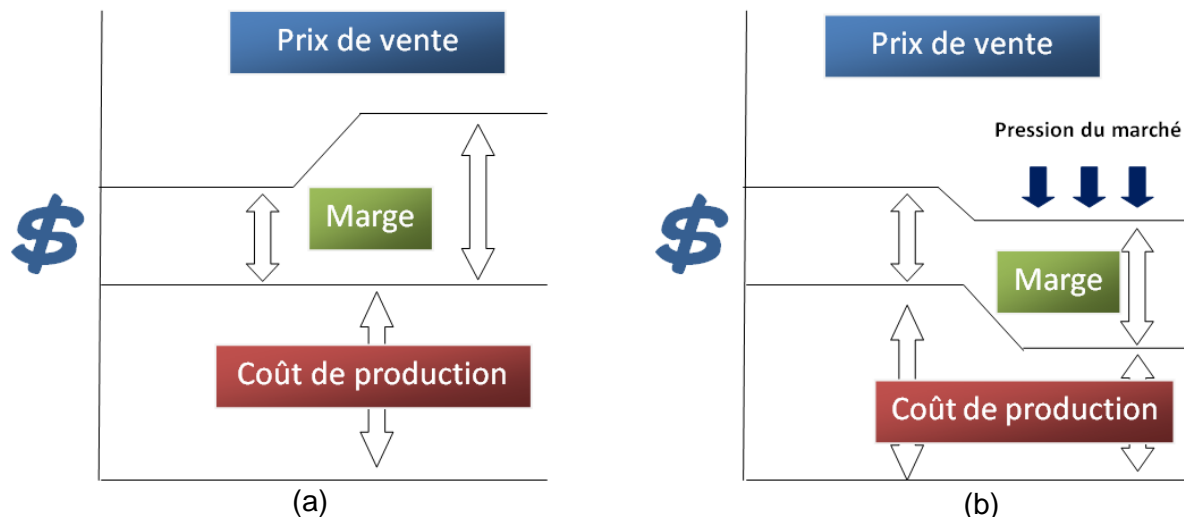 Prix de vente
$
Marge
Coût de production
(a)
Prix de vente
Pression du marché
$
Marge
Coût de production
(b)